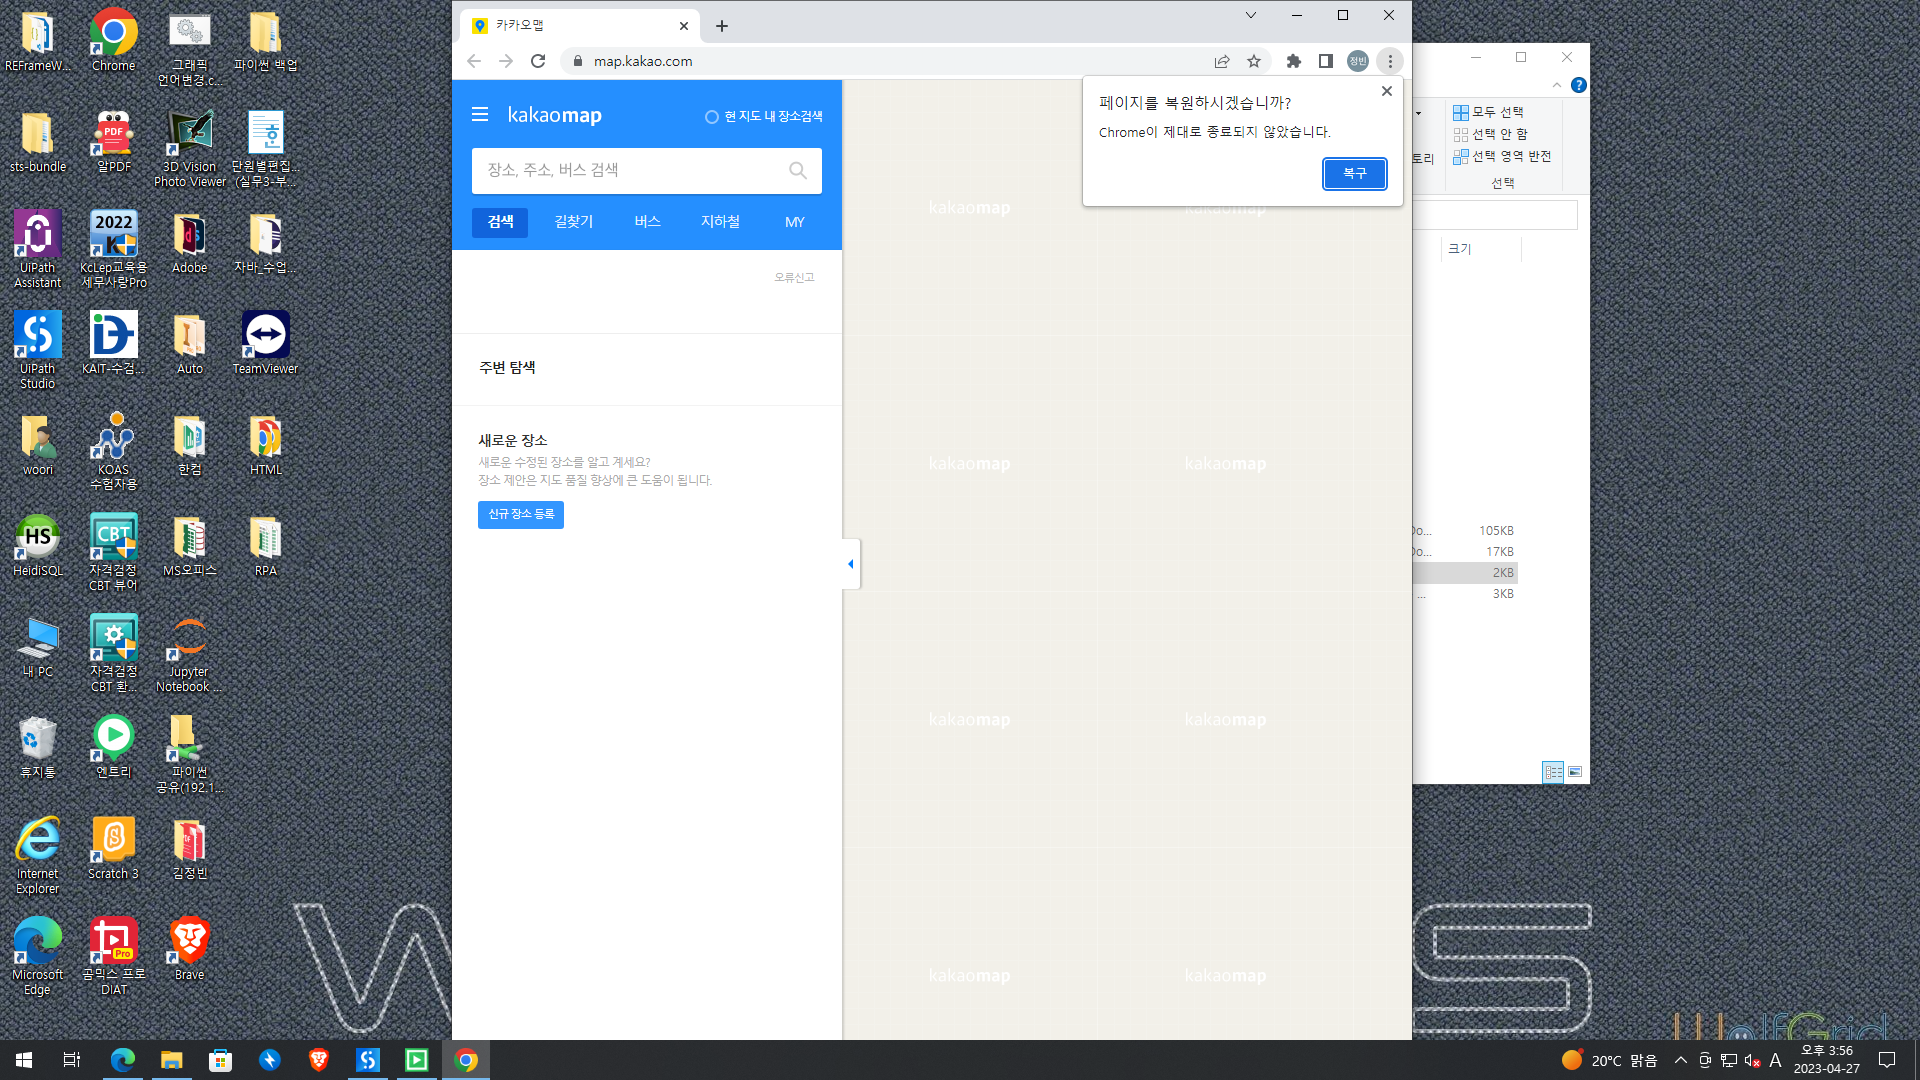 REFrameW...
Chrome
그래픽
언어변경.c...
파이썬 백업
sts-bundle
알PDF
PDF
3D Vision
Photo Viewer
단원별편집...
(실무3-부...
UiPath
Assistant
2022
KcLep교육용
세무사랑Pro
Adobe
자바_수업...
UiPath
Studio
KAIT-수검...
Auto
TeamViewer
woori
KOAS
수험자용
한컴
HTML
HS
HeidiSQL
CBT
자격검정
CBT 뷰어
MS오피스
RPA
내 PC
자격검정
CBT 환...
Jupyter
Notebook ...
휴지통
엔트리
파이썬
공유(192.1...
Internet
Explorer
Scratch 3
김정빈
Microsoft
Edge
Pro
곰믹스 프로
DIAT
Brave
카카오맵
map.kakao.com
정빈
kakaomap
현 지도 내 장소검색
장소, 주소, 버스 검색
검색
길찾기
버스
지하철
MY
오류신고
주변 탐색
새로운 장소
새로운 수정된 장소를 알고 계세요?
장소 제안은 지도 품질 향상에 큰 도움이 됩니다.
신규 장소 등록
페이지를 복원하시겠습니까?
Chrome이 제대로 종료되지 않았습니다.
복구
kakaomap
kakaomap
kakaomap
kakaomap
kakaomap
kakaomap
kakaomap
kakaomap
모두 선택
선택 안 함
토리
선택 영역 반전
선택
크기
Do...
105KB
Do...
17KB
2KB
...
3KB
W
S
WolfGrid
20°C 맑음
A
오후 3:56
2023-04-27